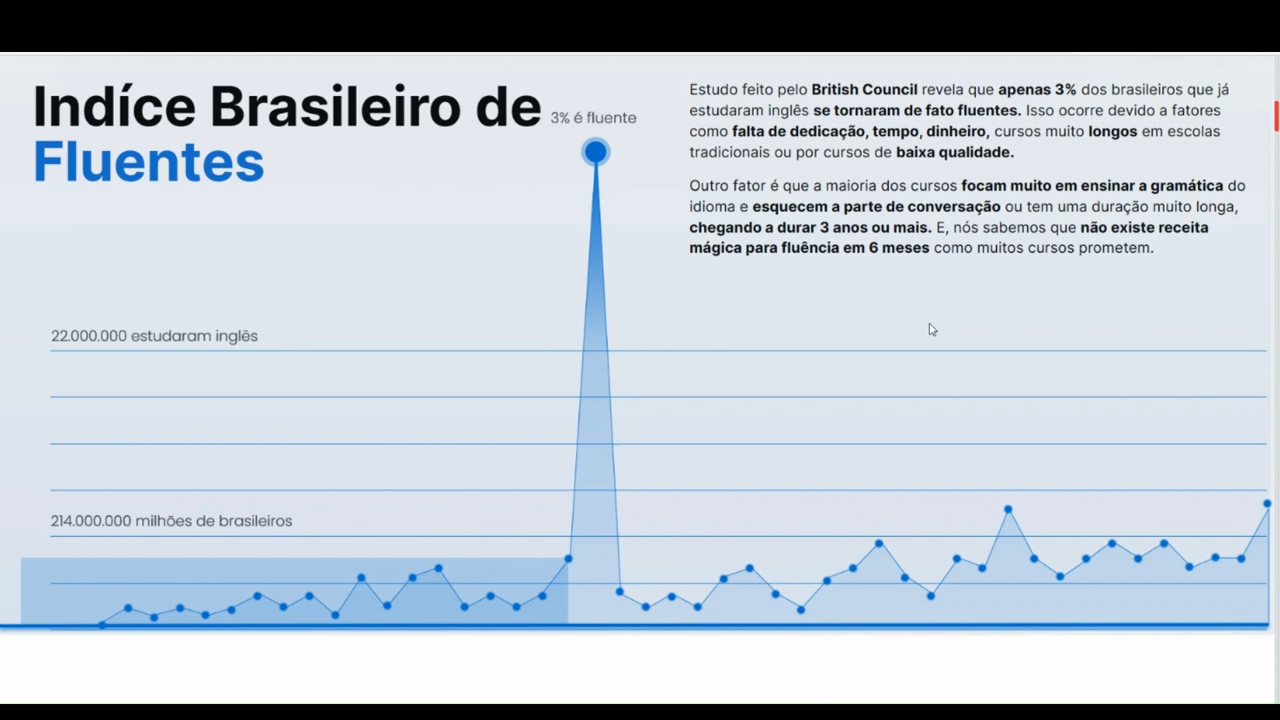 Indíce Brasileiro de
Fluentes
3% é fluente
Estudo feito pelo British Council revela que apenas 3% dos brasileiros que já
estudaram inglês se tornaram de fato fluentes. Isso ocorre devido a fatores
como falta de dedicação, tempo, dinheiro, cursos muito longos em escolas
tradicionais ou por cursos de baixa qualidade.
Outro fator é que a maioria dos cursos focam muito em ensinar a gramática do
idioma e esquecem a parte de conversação ou tem uma duração muito longa,
chegando a durar 3 anos ou mais. E, nós sabemos que não existe receita
mágica para fluência em 6 meses como muitos cursos prometem.
22.000.000 estudaram inglês
214.000.000 milhões de brasileiros